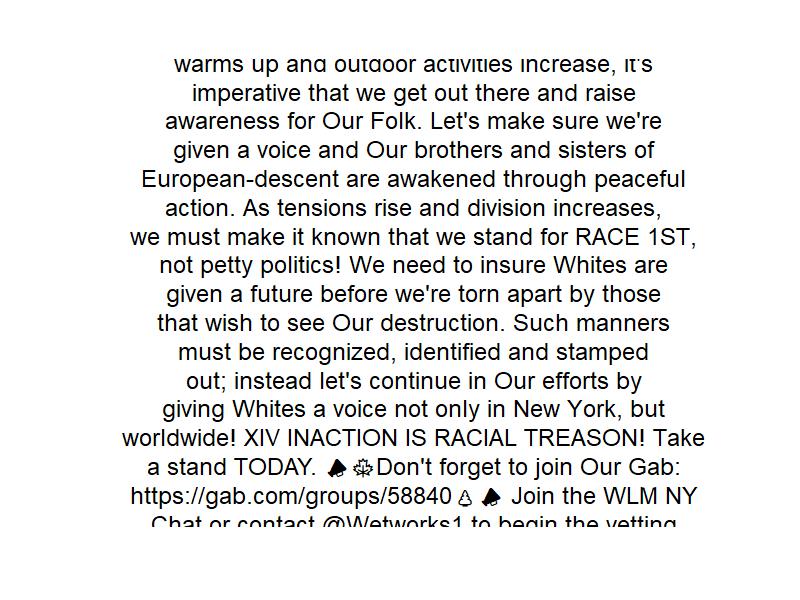 warms up and outdoor activities increase, it's
imperative that we get out there and raise
awareness for Our Folk. Let's make sure we're
given a voice and Our brothers and sisters of
European-descent are awakened through peaceful
action. As tensions rise and division increases,
we must make it known that we stand for RACE 1ST,
not petty politics! We need to insure Whites are
given a future before we're torn apart by those
that wish to see Our destruction. Such manners
must be recognized, identified and stamped
out; instead let's continue in Our efforts by
giving Whites a voice not only in New York, but
worldwide! XIV INACTION IS RACIAL TREASON! Take
a stand TODAY. 📣🍁Don't forget to join Our Gab:
https://gab.com/groups/58840🌲📣 Join the WLM NY
Chat or contact @Wetworks1 to begin the vetting